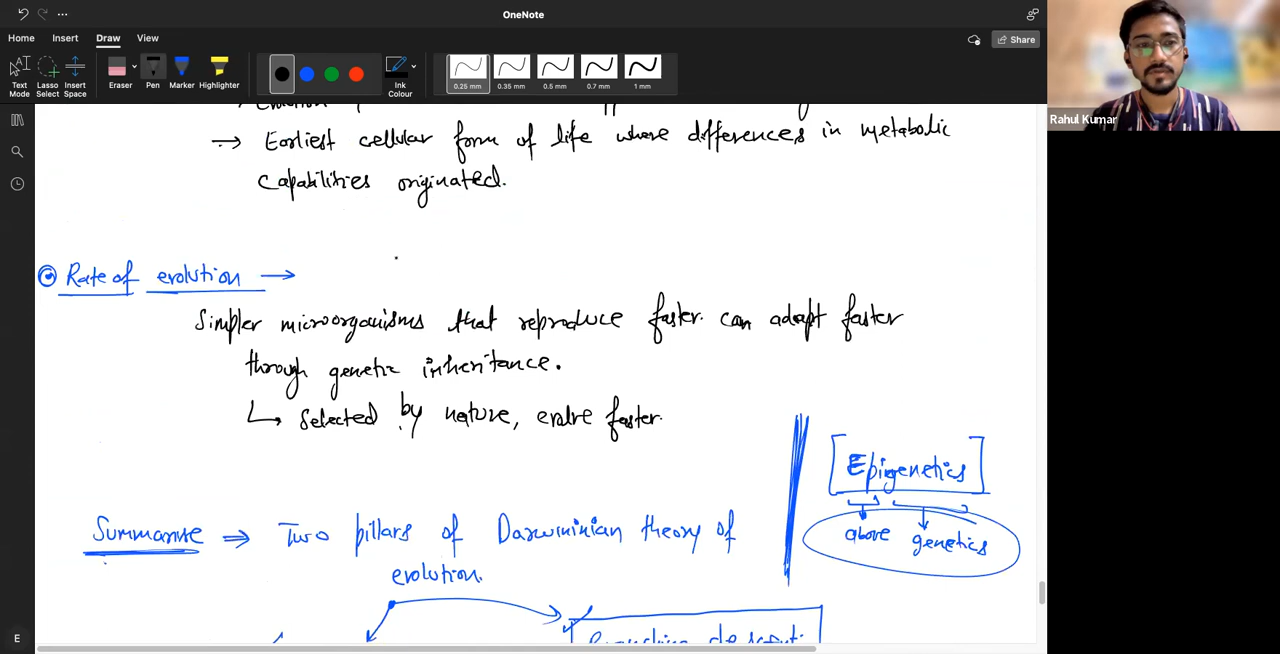 OneNote
Home Insert Draw View
Share
Text Mode
Lasso Select
Insert Space
Eraser
Pen
Marker
Highlighter
Ink Colour
0.25 mm
0.35 mm
0.5 mm
0.7 mm
1 mm
Rahul Kumar
→ Earliest cellular form of life where differences in metabolic
capabilities originated.
Rate of evolution →
Simpler microorganisms that reproduce faster can adapt faster
through genetic inheritance.
↳ Selected by nature, evolve faster.
[Epigenetics]
above genetics
Summarise ⇒ Two pillars of Darwininian theory of
evolution.
E